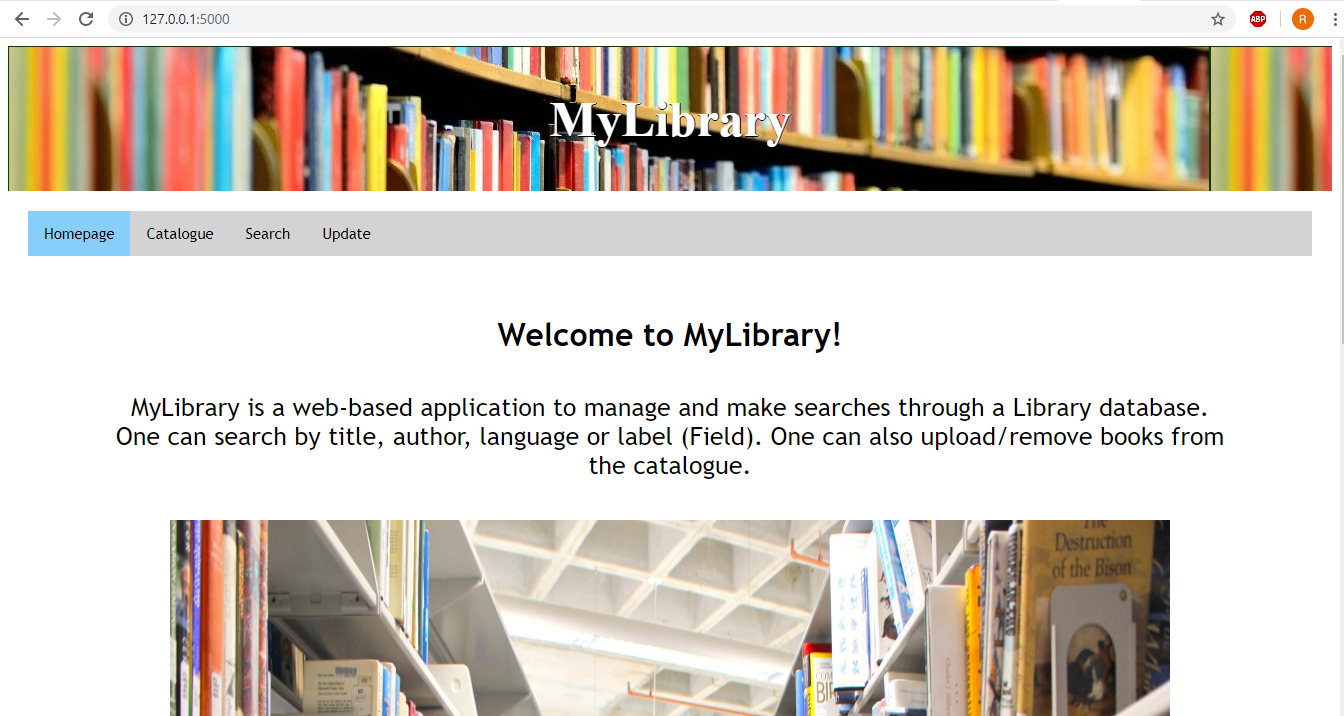 127.0.0.1:5000
ABP
R
MyLibrary
Homepage Catalogue Search Update
Welcome to MyLibrary!
MyLibrary is a web-based application to manage and make searches through a Library database.
One can search by title, author, language or label (Field). One can also upload/remove books from
the catalogue.
The
Destruction
of the Bison